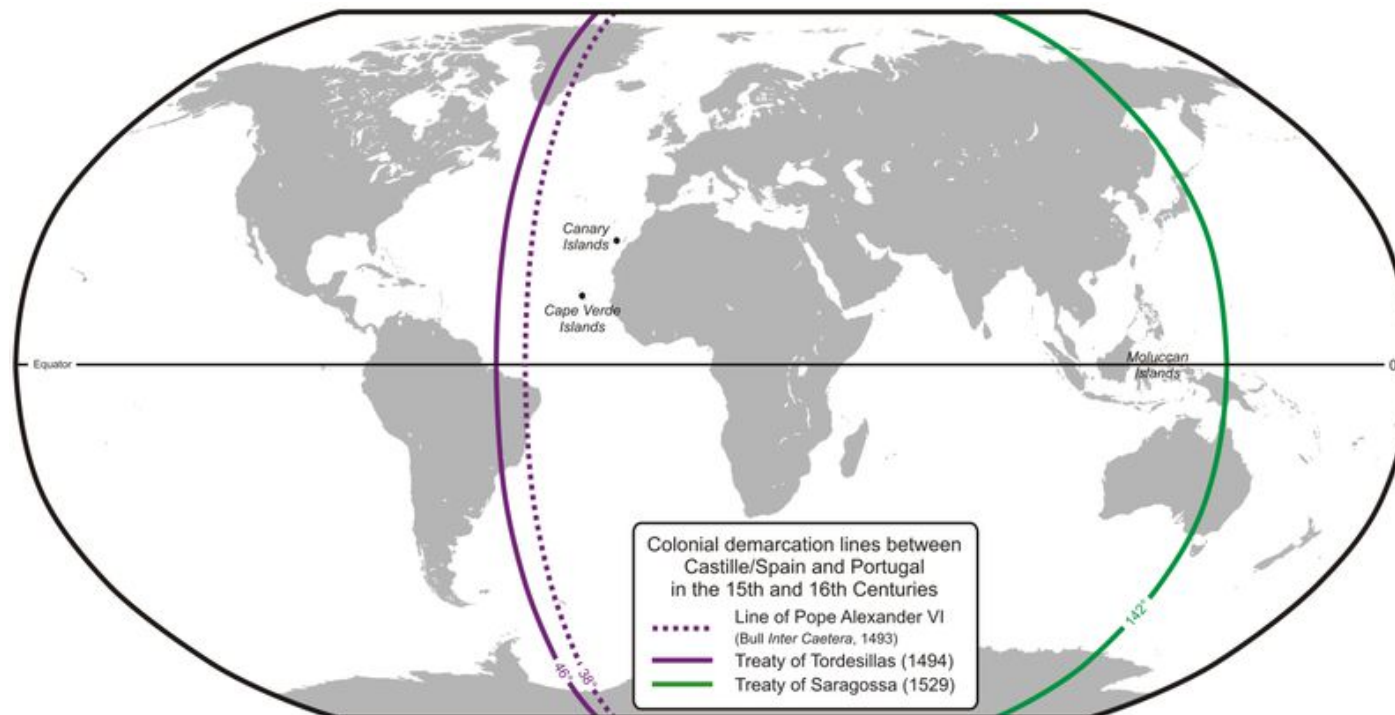 Canary
Islands
Cape Verde
Islands
Equator
Moluccan
Islands
0
Colonial demarcation lines between
Castille/Spain and Portugal
in the 15th and 16th Centuries
Line of Pope Alexander VI
(Bull Inter Caetera, 1493)
Treaty of Tordesillas (1494)
Treaty of Saragossa (1529)
46°
38°
142°